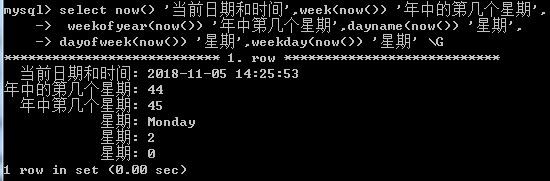 mysql> select now() '当前日期和时间',week(now()) '年中的第几个星期',
    ->  weekofyear(now()) '年中第几个星期',dayname(now()) '星期',
    -> dayofweek(now()) '星期',weekday(now()) '星期' \G
*************************** 1. row ***************************
  当前日期和时间: 2018-11-05 14:25:53
年中的第几个星期: 44
  年中第几个星期: 45
            星期: Monday
            星期: 2
            星期: 0
1 row in set (0.00 sec)